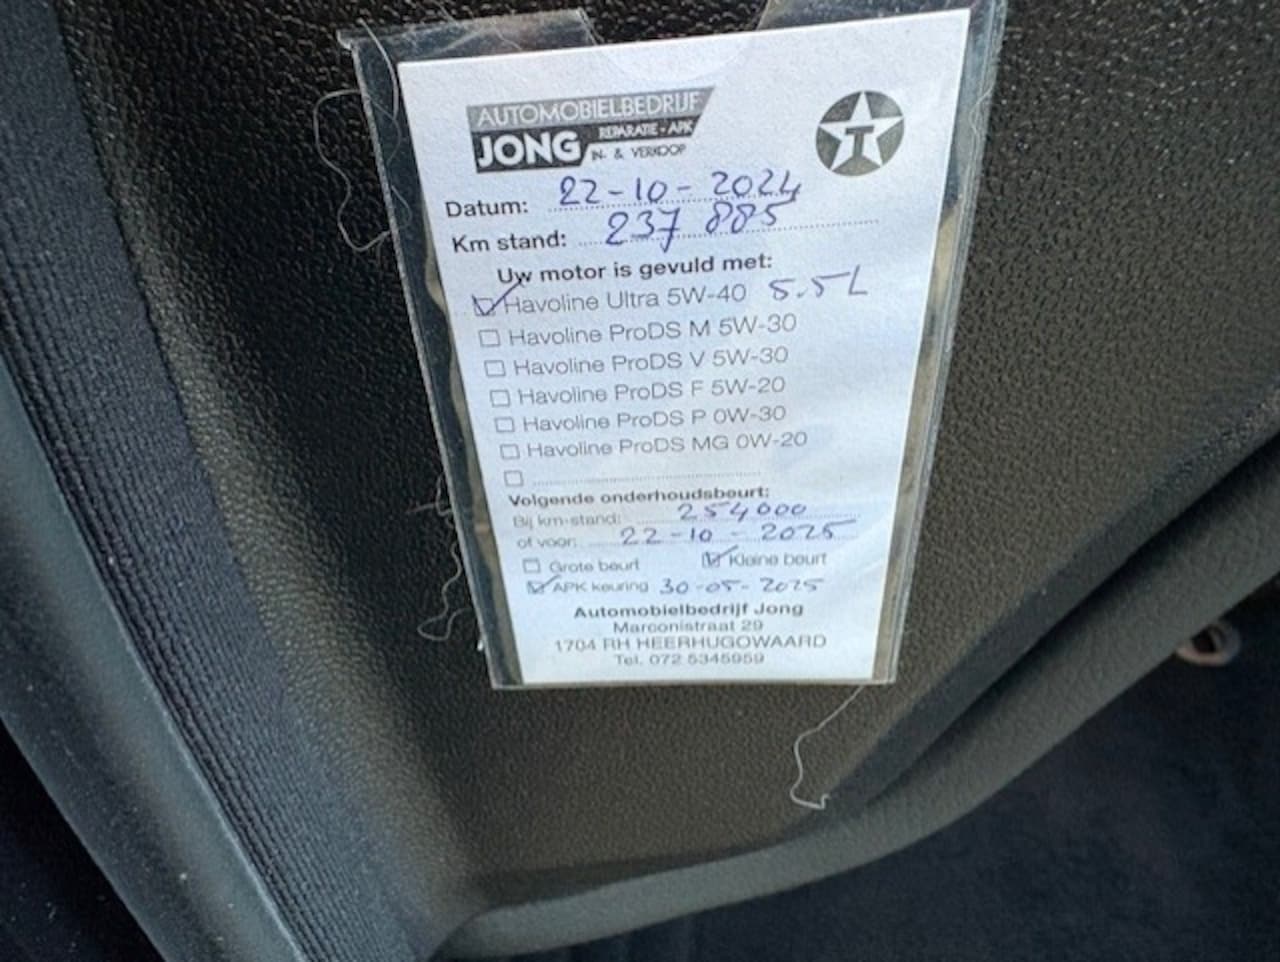 AUTOMOBIELBEDRIJF
JONG REPARATIE - APK
IN- & VERKOOP
T
Datum: 22-10-2024
Km stand: 237 885
Uw motor is gevuld met:
Havoline Ultra 5W-40 5.5L
Havoline ProDS M 5W-30
Havoline ProDS V 5W-30
Havoline ProDS F 5W-20
Havoline ProDS P 0W-30
Havoline ProDS MG 0W-20
Volgende onderhoudsbeurt:
Bij km-stand: 254000
of voor: 22-10-2025
Grote beurt Kleine beurt
APK keuring 30-05-2025
Automobielbedrijf Jong
Marconistraat 29
1704 RH HEERHUGOWAARD
Tel. 072 5345959